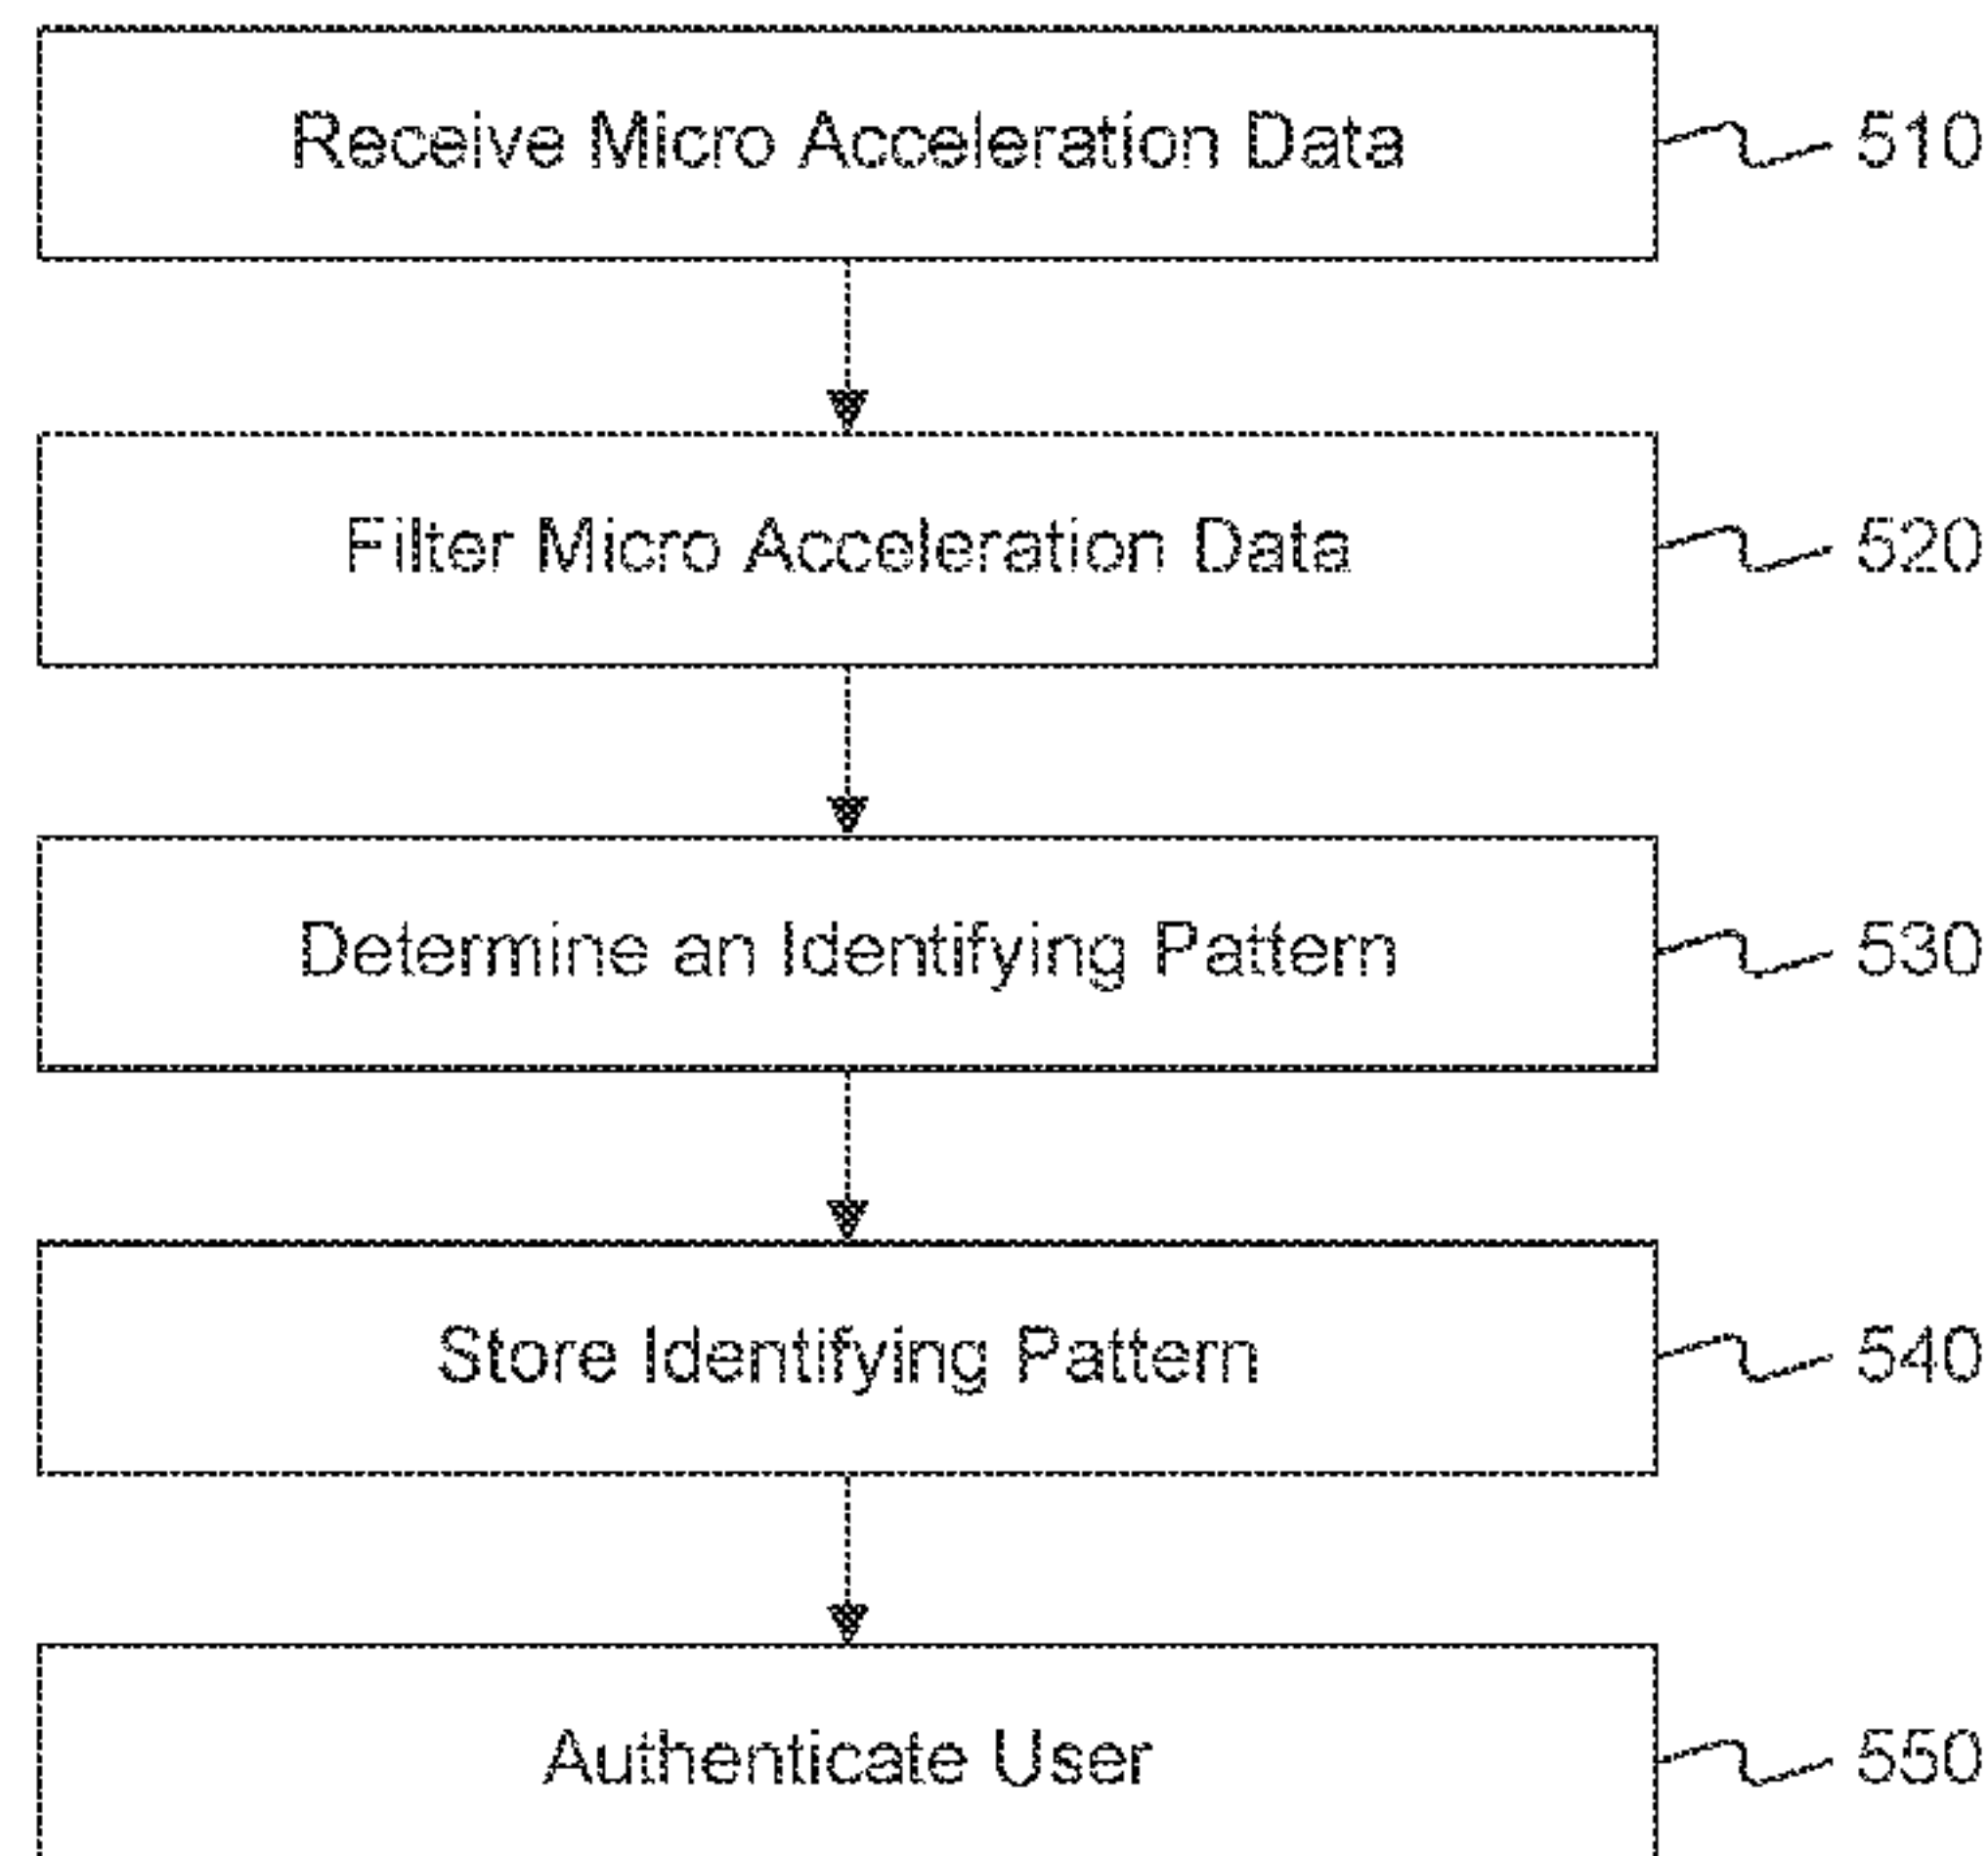 Receive Micro Acceleration Data 510
Filter Micro Acceleration Data 520
Determine an Identifying Pattern 530
Store Identifying Pattern 540
Authenticate User 550